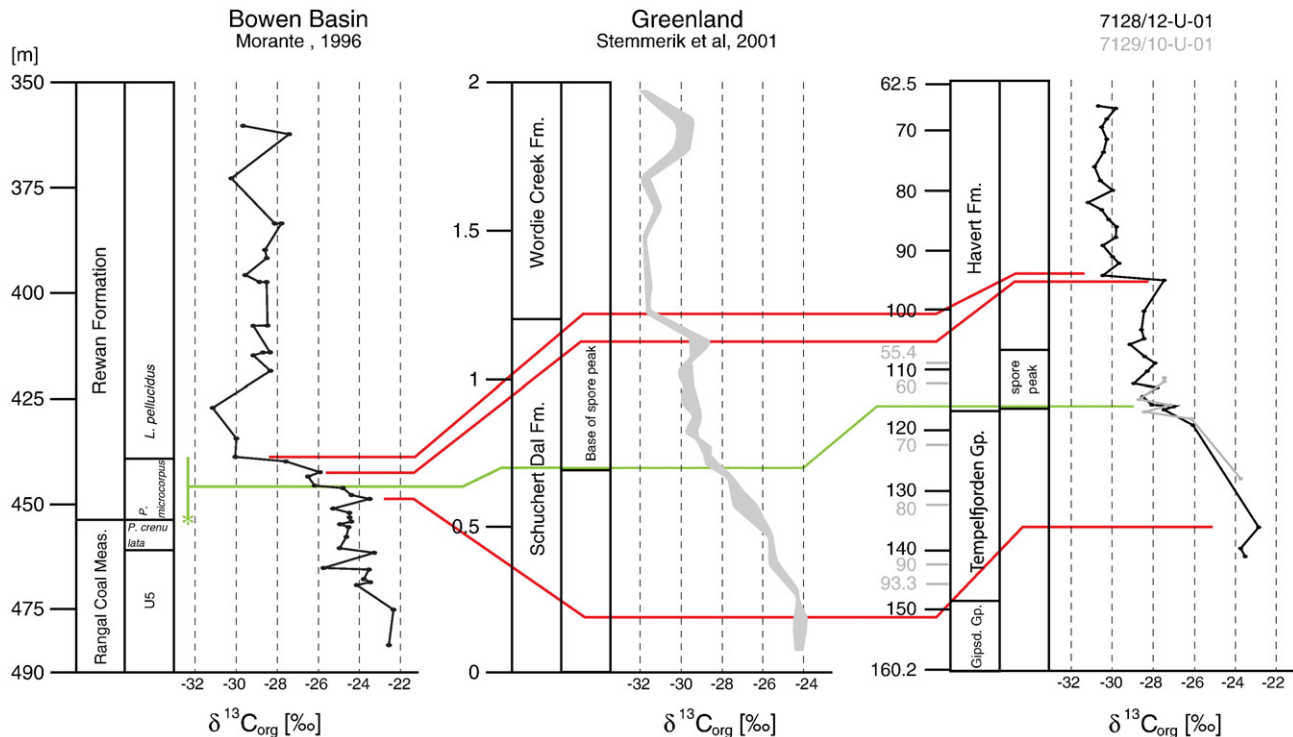 Bowen Basin
Morante , 1996
Greenland
Stemmerik et al, 2001
7128/12-U-01
7129/10-U-01
[m]
350
375
400
425
450
475
490
Rewan Formation
Rangal Coal Meas.
L. pellucidus
P.
microcorpus
P. crenu
lata
U5
-32 -30 -28 -26 -24 -22
δ 13Corg [‰]
2
1.5
1
0.5
0
Wordie Creek Fm.
Schuchert Dal Fm.
Base of spore peak
-32 -30 -28 -26 -24
δ 13Corg [‰]
62.5
70
80
90
100
55.4
110
60
120
70
130
80
140
90
93.3
150
160.2
Havert Fm.
Tempelfjorden Gp.
Gipsd. Gp.
spore
peak
-32 -30 -28 -26 -24 -22
δ 13Corg [‰]